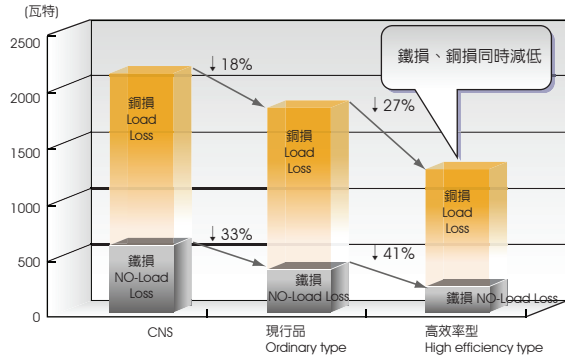 (瓦特)
2500
2000
1500
1000
500
0
鐵損、銅損同時減低
↓18%
↓27%
↓33%
↓41%
銅損
Load
Loss
鐵損
NO-Load
Loss
銅損
Load
Loss
鐵損
NO-Load Loss
銅損
Load
Loss
鐵損 NO-Load Loss
CNS
現行品
Ordinary type
高效率型
High efficiency type